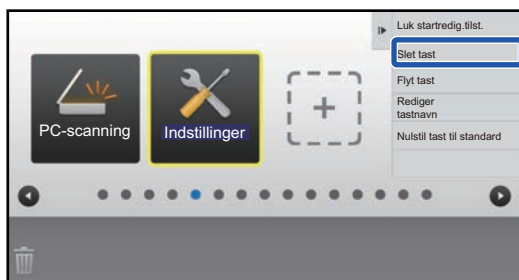 PC-scanning
Indstillinger
Luk startredig.tilst.
Slet tast
Flyt tast
Rediger
tastnavn
Nulstil tast til standard